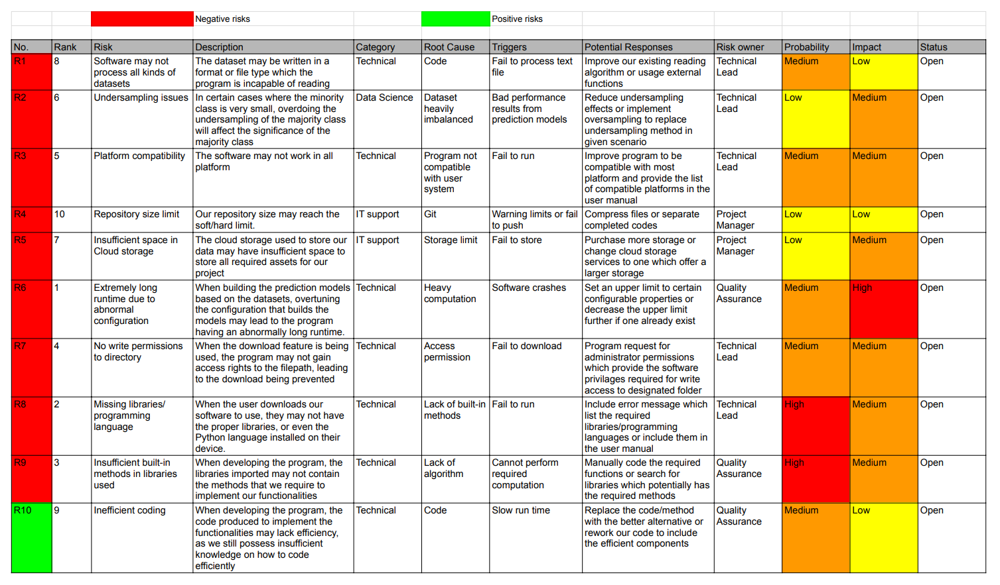 Negative risks Positive risks
No. Rank Risk Description Category Root Cause Triggers Potential Responses Risk owner Probability Impact Status
R1 8 Software may not The dataset may be written in a Technical Code Fail to process text Improve our existing reading Technical Medium Low Open
process all kinds of format or file type which the file algorithm or usage external Lead
datasets program is incapable of reading functions
R2 6 Undersampling issues In certain cases where the minority Data Science Dataset Bad performance Reduce undersampling Technical Low Medium Open
class is very small, overdoing the heavily results from effects or implement Lead
undersampling of the majority class imbalanced prediction models oversampling to replace
will affect the significance of the undersampling method in
majority class given scenario
R3 5 Platform compatibility The software may not work in all Technical Program not Fail to run Improve program to be Technical Medium Medium Open
platform compatible compatible with most Lead
with user platform and provide the list
system of compatible platforms in the
user manual
R4 10 Repository size limit Our repository size may reach the IT support Git Warning limits or fail Compress files or separate Project Low Low Open
soft/hard limit. to push completed codes Manager
R5 7 Insufficient space in The cloud storage used to store our IT support Storage limit Fail to store Purchase more storage or Project Low Medium Open
Cloud storage data may have insufficient space to change cloud storage Manager
store all required assets for our services to one which offer a
project larger storage
R6 1 Extremely long When building the prediction models Technical Heavy Software crashes Set an upper limit to certain Quality Medium High Open
runtime due to based on the datasets, overtuning computation configurable properties or Assurance
abnormal the configuration that builds the decrease the upper limit
configuration models may lead to the program further if one already exist
having an abnormally long runtime.
R7 4 No write permissions When the download feature is being Technical Access Fail to download Program request for Technical Medium Medium Open
to directory used, the program may not gain permission administrator permissions Lead
access rights to the filepath, leading which provide the software
to the download being prevented privilages required for write
access to designated folder
R8 2 Missing libraries/ When the user downloads our Technical Lack of built-in Fail to run Include error message which Technical High Medium Open
programming software to use, they may not have methods list the required Lead
language the proper libraries, or even the libraries/programming
Python language installed on their languages or include them in
device. the user manual
R9 3 Insufficient built-in When developing the program, the Technical Lack of Cannot perform Manually code the required Quality High Medium Open
methods in libraries libraries imported may not contain algorithm required functions or search for Assurance
used the methods that we require to computation libraries which potentially has
implement our functionalities the required methods
R10 9 Inefficient coding When developing the program, the Technical Code Slow run time Replace the code/method Quality Medium Low Open
code produced to implement the with the better alternative or Assurance
functionalities may lack efficiency, rework our code to include
as we still possess insufficient the efficient components
knowledge on how to code
efficiently